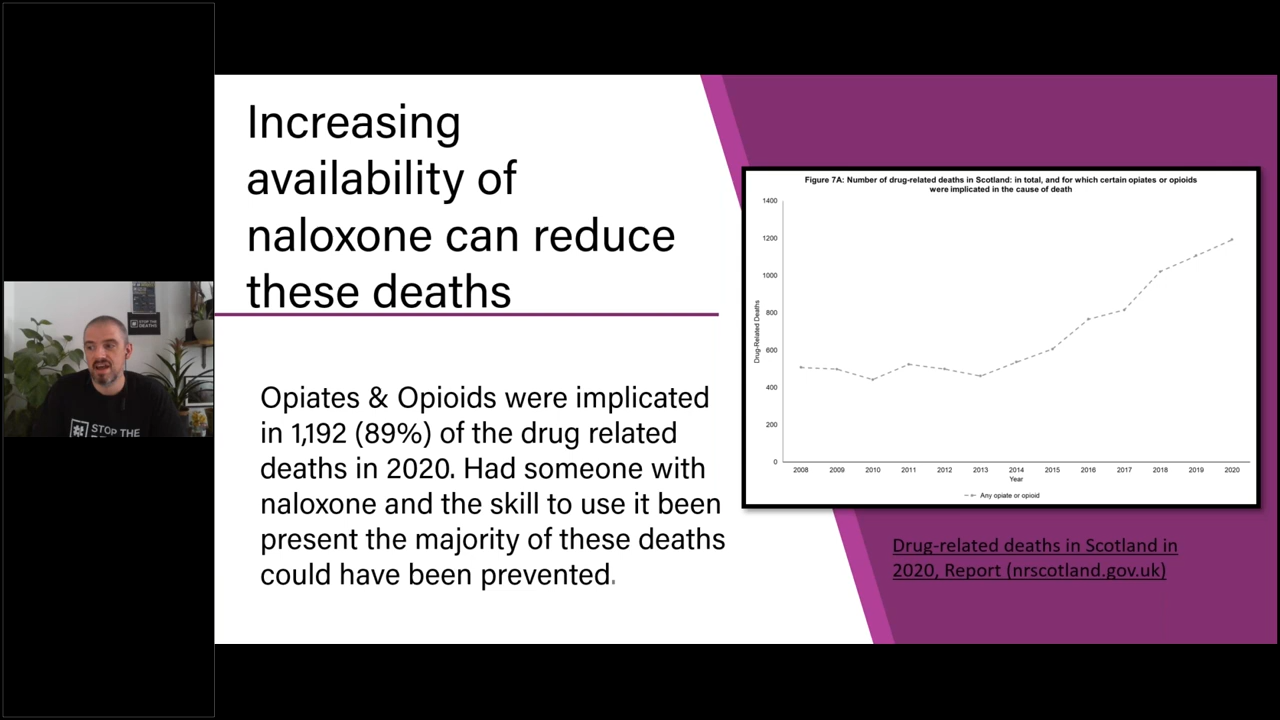 Increasing
availability of
naloxone can reduce
these deaths
Opiates & Opioids were implicated
in 1,192 (89%) of the drug related
deaths in 2020. Had someone with
naloxone and the skill to use it been
present the majority of these deaths
could have been prevented.
Figure 7A: Number of drug-related deaths in Scotland: in total, and for which certain opiates or opioids
were implicated in the cause of death
Drug-Related Deaths
1400
1200
1000
800
600
400
200
0
2008 2009 2010 2011 2012 2013 2014 2015 2016 2017 2018 2019 2020
Year
Any opiate or opioid
Drug-related deaths in Scotland in
2020, Report (nrscotland.gov.uk)
STOP THE
DEATHS
STOP THE